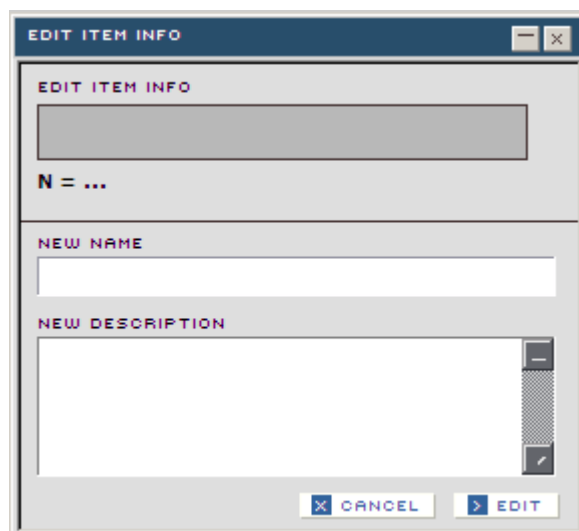 EDIT ITEM INFO
EDIT ITEM INFO
N = ...
NEW NAME
NEW DESCRIPTION
CANCEL EDIT